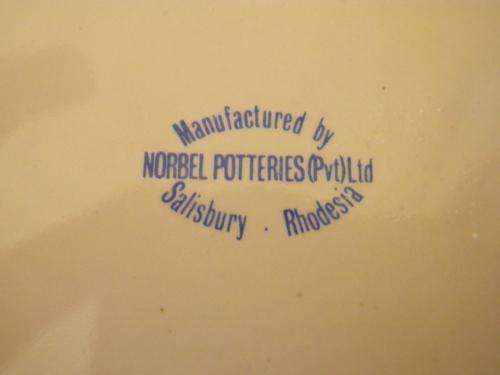 Manufactured by
NORBEL POTTERIES (Pvt) Ltd
Salisbury . Rhodesia